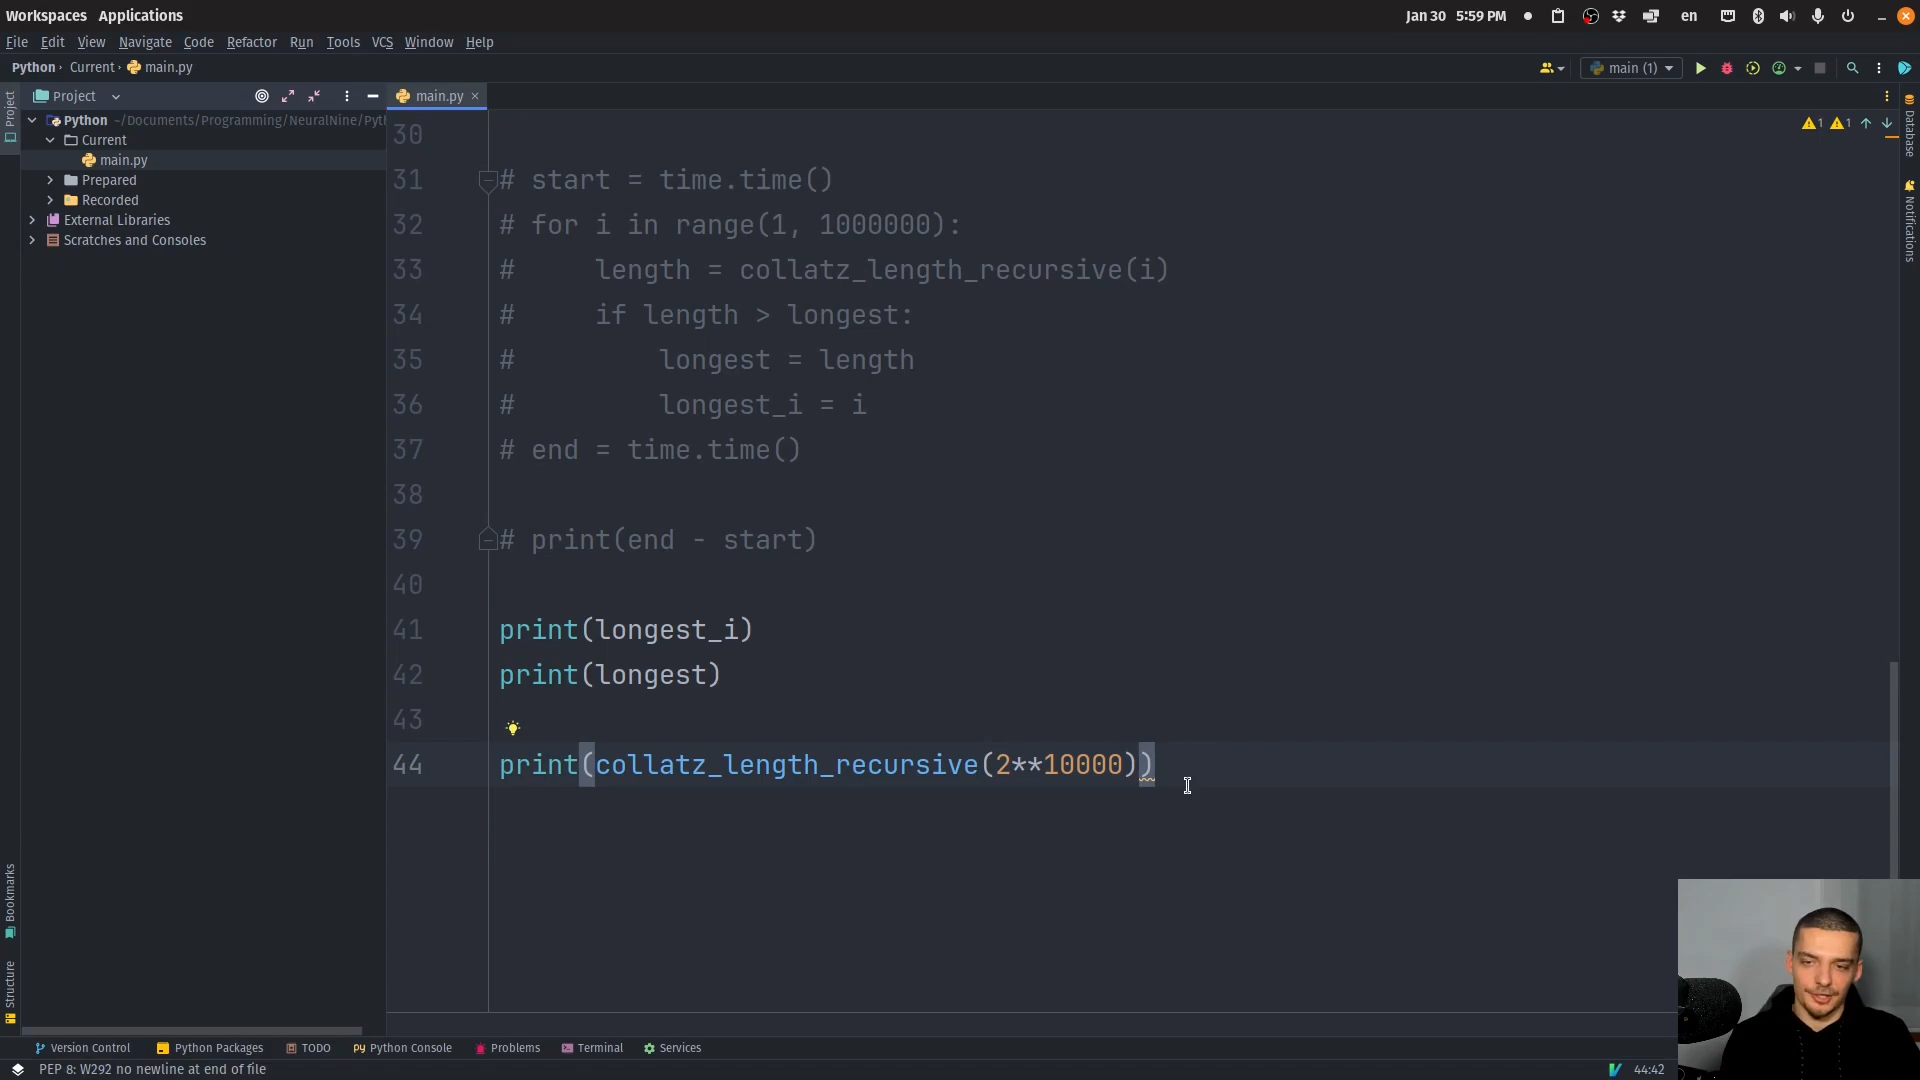 Workspaces Applications
Jan 30 5:59 PM
en
File Edit View Navigate Code Refactor Run Tools VCS Window Help
Python Current main.py
main (1)
Project
Project
main.py
Python ~/Documents/Programming/NeuralNine/Pyth
Current
main.py
Prepared
Recorded
External Libraries
Scratches and Consoles
1 1
Database
Notifications
30
31 # start = time.time()
32 # for i in range(1, 1000000):
33 #     length = collatz_length_recursive(i)
34 #     if length > longest:
35 #         longest = length
36 #         longest_i = i
37 # end = time.time()
38
39 # print(end - start)
40
41 print(longest_i)
42 print(longest)
43
44 print(collatz_length_recursive(2**10000))
Bookmarks
Structure
Version Control Python Packages TODO Python Console Problems Terminal Services
PEP 8: W292 no newline at end of file
44:42